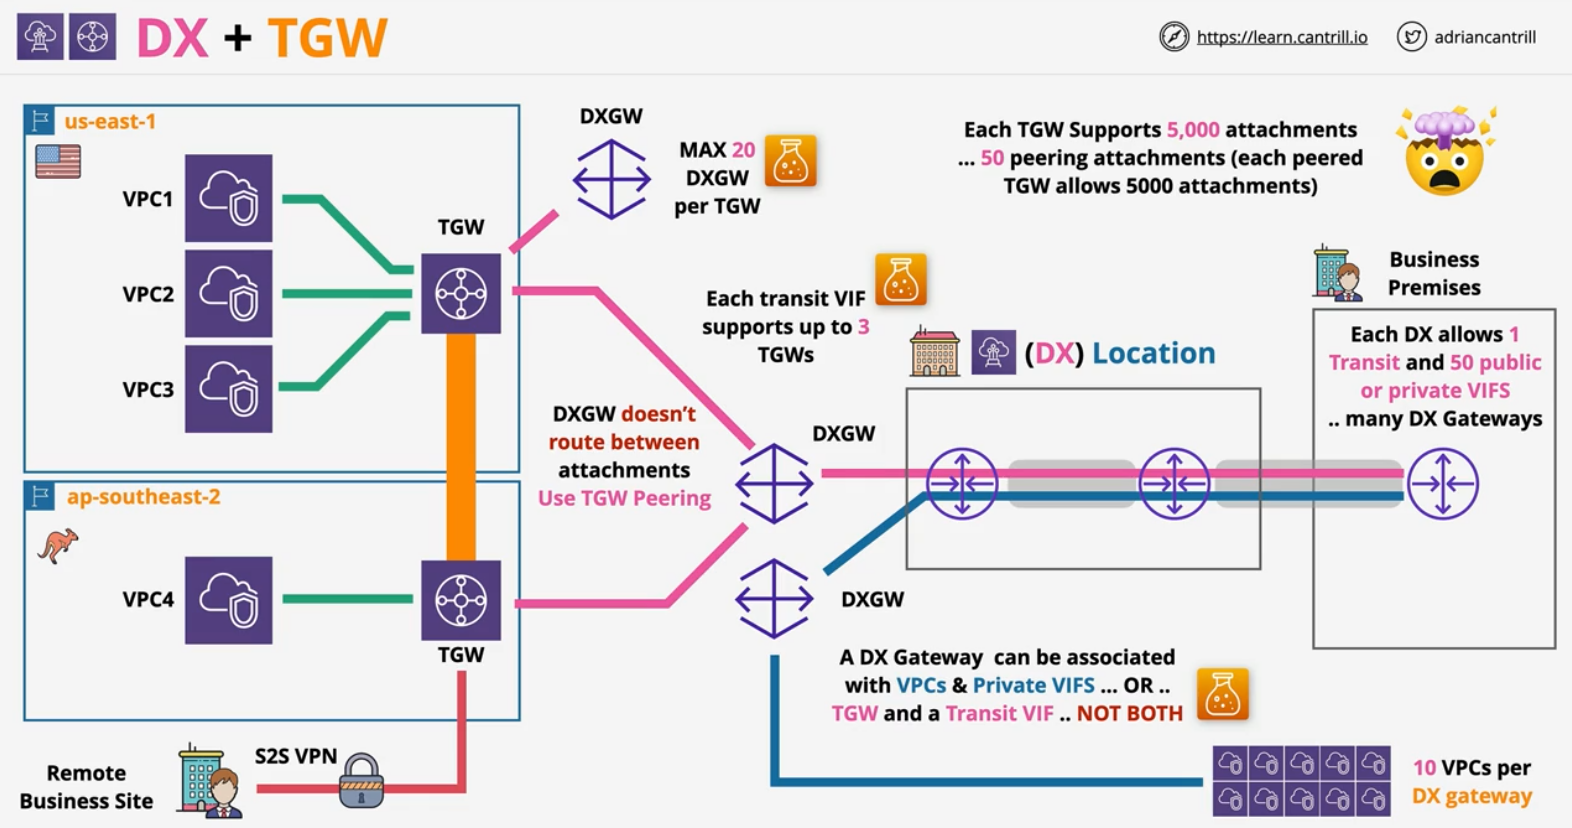 DX + TGW
https://learn.cantrill.io
adriancantrill
us-east-1
VPC1
VPC2
VPC3
TGW
DXGW
MAX 20
DXGW
per TGW
Each TGW Supports 5,000 attachments
... 50 peering attachments (each peered
TGW allows 5000 attachments)
Each transit VIF
supports up to 3
TGWs
Business
Premises
Each DX allows 1
Transit and 50 public
or private VIFS
.. many DX Gateways
(DX) Location
DXGW doesn't
route between
attachments
Use TGW Peering
DXGW
ap-southeast-2
VPC4
TGW
DXGW
A DX Gateway can be associated
with VPCs & Private VIFS ... OR ..
TGW and a Transit VIF .. NOT BOTH
S2S VPN
Remote
Business Site
10 VPCs per
DX gateway